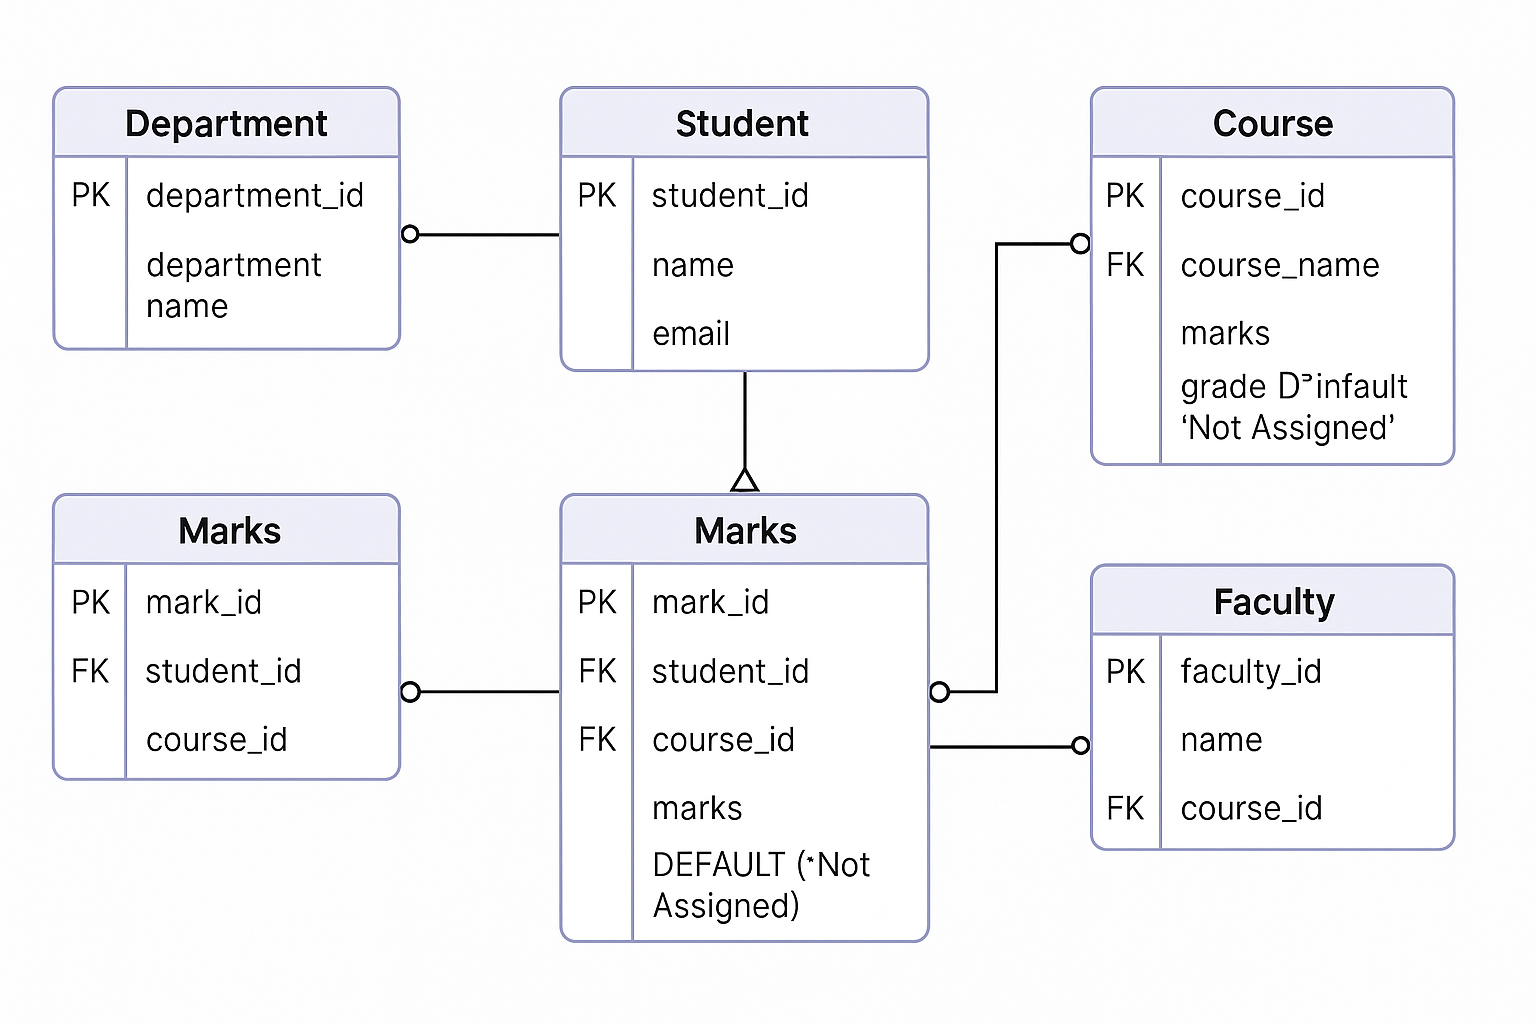 Department
PK department_id
department
name
Student
PK student_id
name
email
Course
PK course_id
FK course_name
marks
grade
‘Not Assigned’
Marks
PK mark_id
FK student_id
course_id
Marks
PK mark_id
FK student_id
FK course_id
marks
DEFAULT (*Not
Assigned)
Faculty
PK faculty_id
name
FK course_id